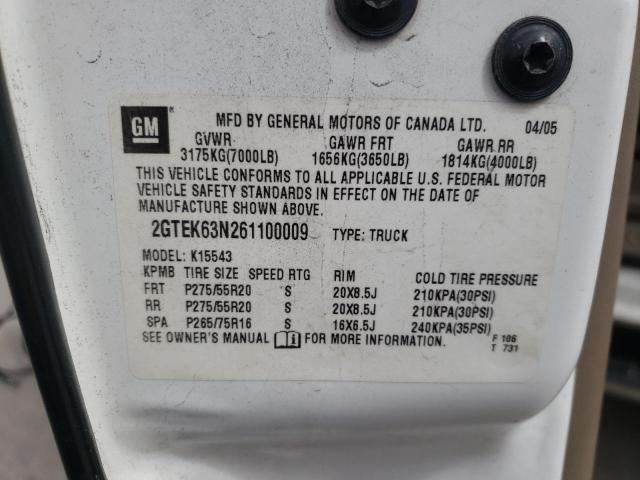 GM ®
MFD BY GENERAL MOTORS OF CANADA LTD. 04/05
GVWR GAWR FRT GAWR RR
3175KG(7000LB) 1656KG(3650LB) 1814KG(4000LB)
THIS VEHICLE CONFORMS TO ALL APPLICABLE U.S. FEDERAL MOTOR
VEHICLE SAFETY STANDARDS IN EFFECT ON THE DATE OF
MANUFACTURE SHOWN ABOVE.
2GTEK63N261100009 TYPE: TRUCK
MODEL: K15543
KPMB TIRE SIZE SPEED RTG RIM COLD TIRE PRESSURE
FRT P275/55R20 S 20X8.5J 210KPA(30PSI)
RR P275/55R20 S 20X8.5J 210KPA(30PSI)
SPA P265/75R16 S 16X6.5J 240KPA(35PSI)
SEE OWNER'S MANUAL FOR MORE INFORMATION.
F 106
T 731